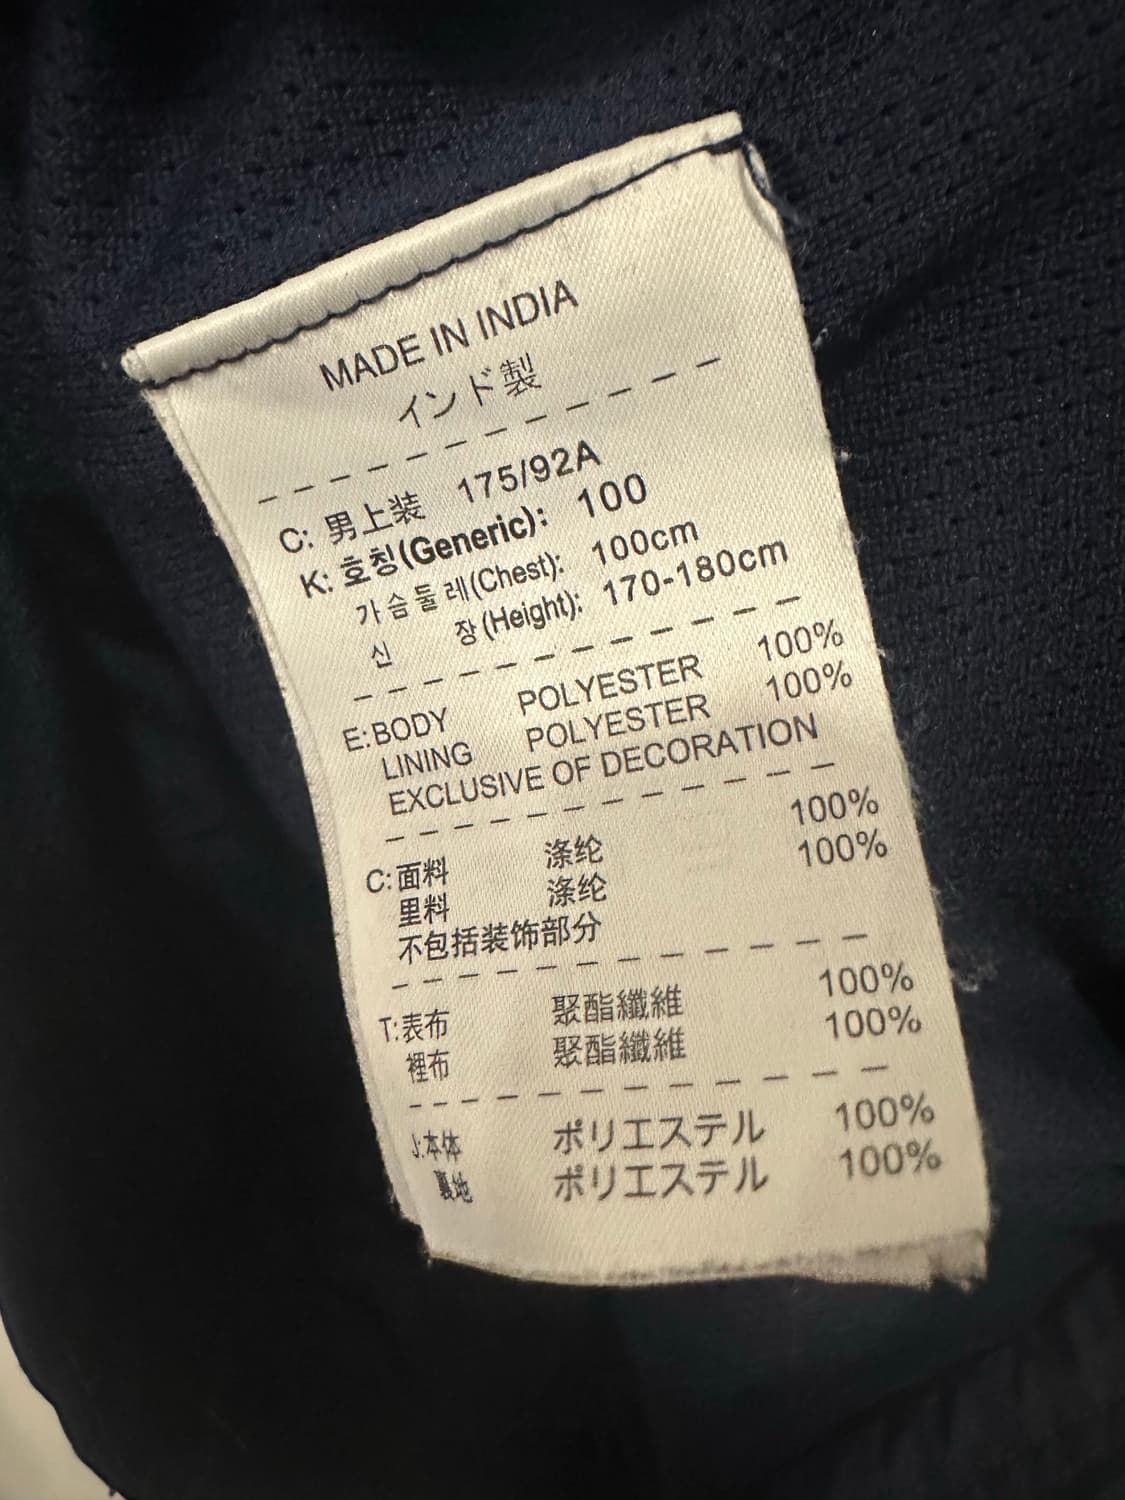 MADE IN INDIA
インド製
C: 男上装 175/92A
K: 호칭(Generic): 100
가슴둘레(Chest): 100cm
신 장(Height): 170-180cm
E:BODY POLYESTER 100%
LINING POLYESTER 100%
EXCLUSIVE OF DECORATION
C:面料 涤纶 100%
里料 涤纶 100%
不包括装饰部分
T:表布 聚酯纖維 100%
裡布 聚酯纖維 100%
J:本体 ポリエステル 100%
裏地 ポリエステル 100%